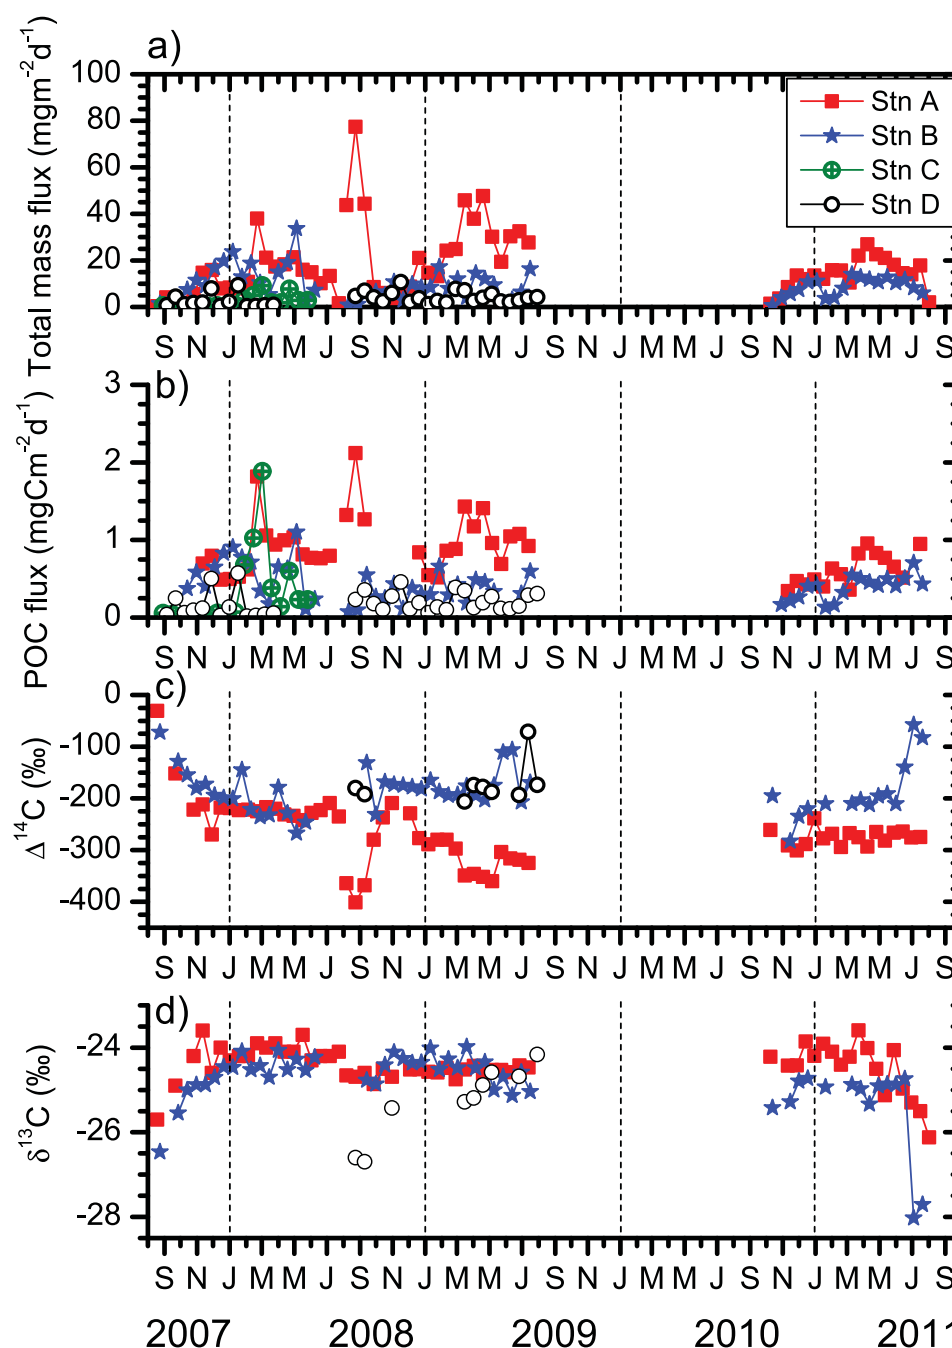 a)
Total mass flux (mgm⁻²d⁻¹)
100
80
60
40
20
0
Stn A
Stn B
Stn C
Stn D
S N J M M J S N J M M J S N J M M J S N J M M J S
b)
POC flux (mgCm⁻²d⁻¹)
3
2
1
0
S N J M M J S N J M M J S N J M M J S N J M M J S
c)
Δ¹⁴C (‰)
0
-100
-200
-300
-400
S N J M M J S N J M M J S N J M M J S N J M M J S
d)
δ¹³C (‰)
-24
-26
-28
S N J M M J S N J M M J S N J M M J S N J M M J S
2007 2008 2009 2010 2011